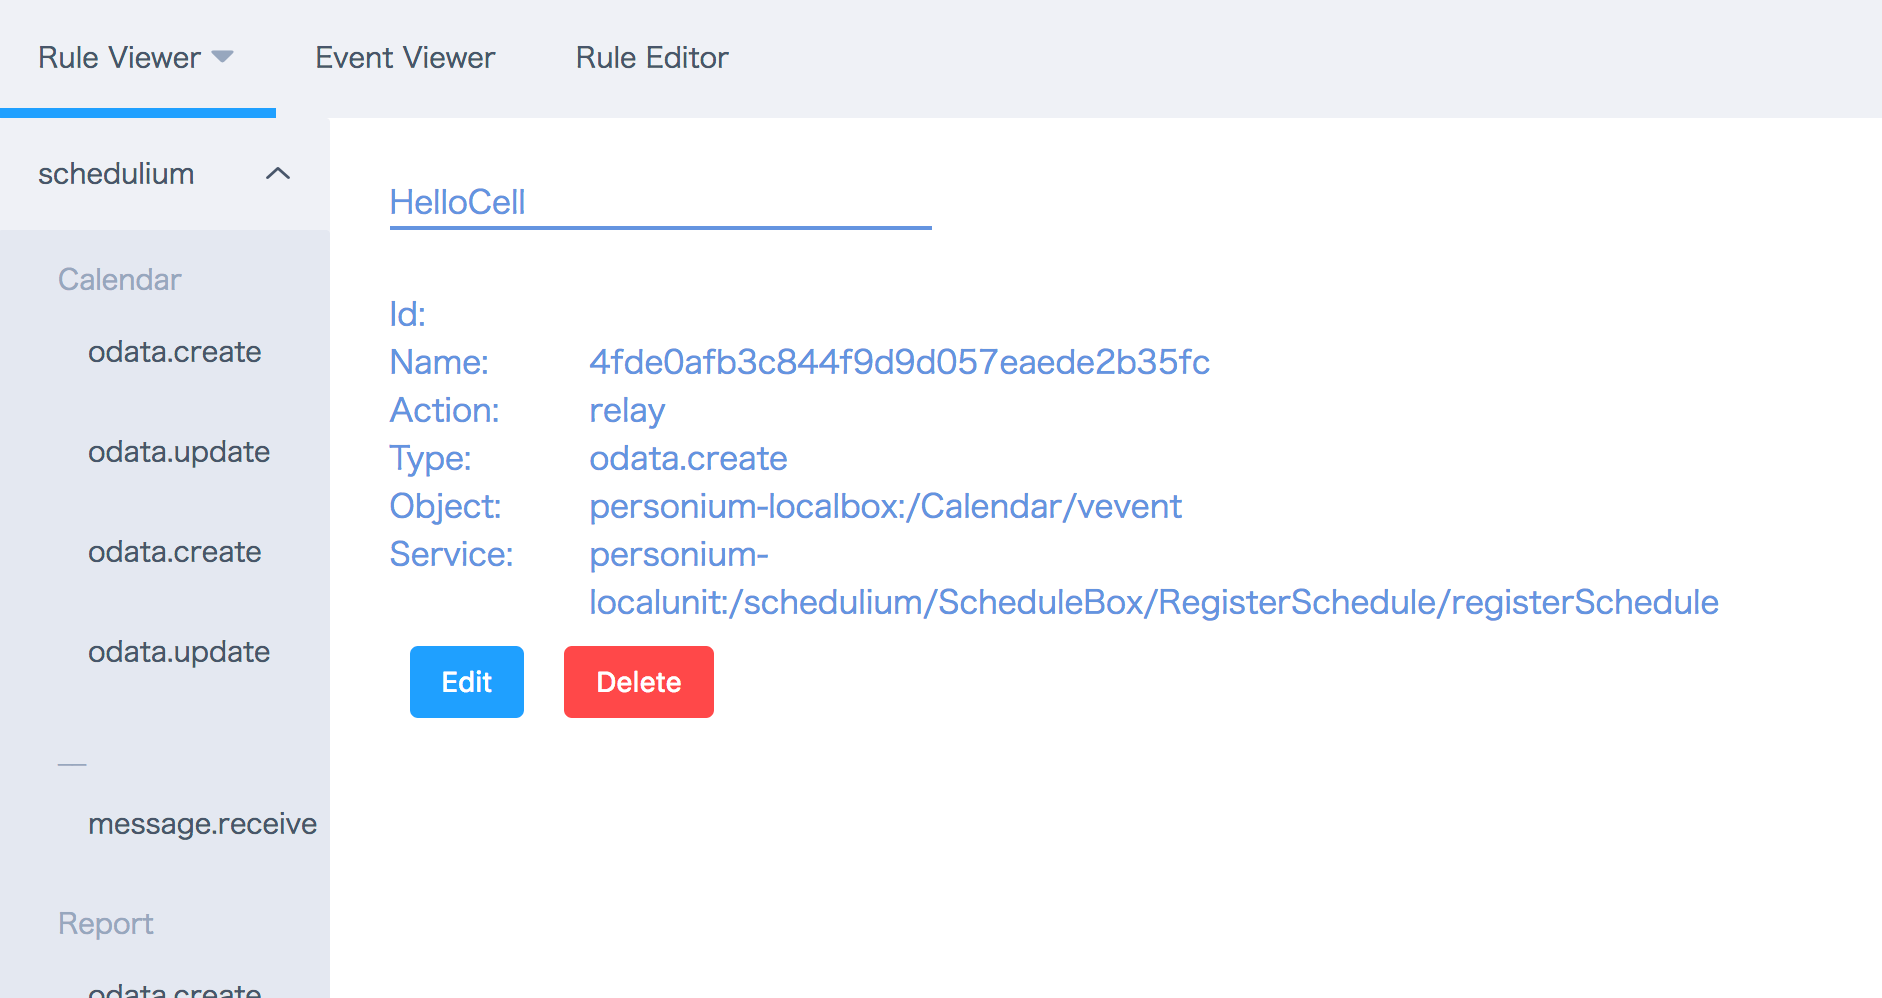 Rule Viewer Event Viewer Rule Editor
schedulium
Calendar
odata.create
odata.update
odata.create
odata.update
—
message.receive
Report
odata.create
HelloCell
Id:
Name: 4fde0afb3c844f9d9d057eaede2b35fc
Action: relay
Type: odata.create
Object: personium-localbox:/Calendar/vevent
Service: personium-
localunit:/schedulium/ScheduleBox/RegisterSchedule/registerSchedule
Edit Delete